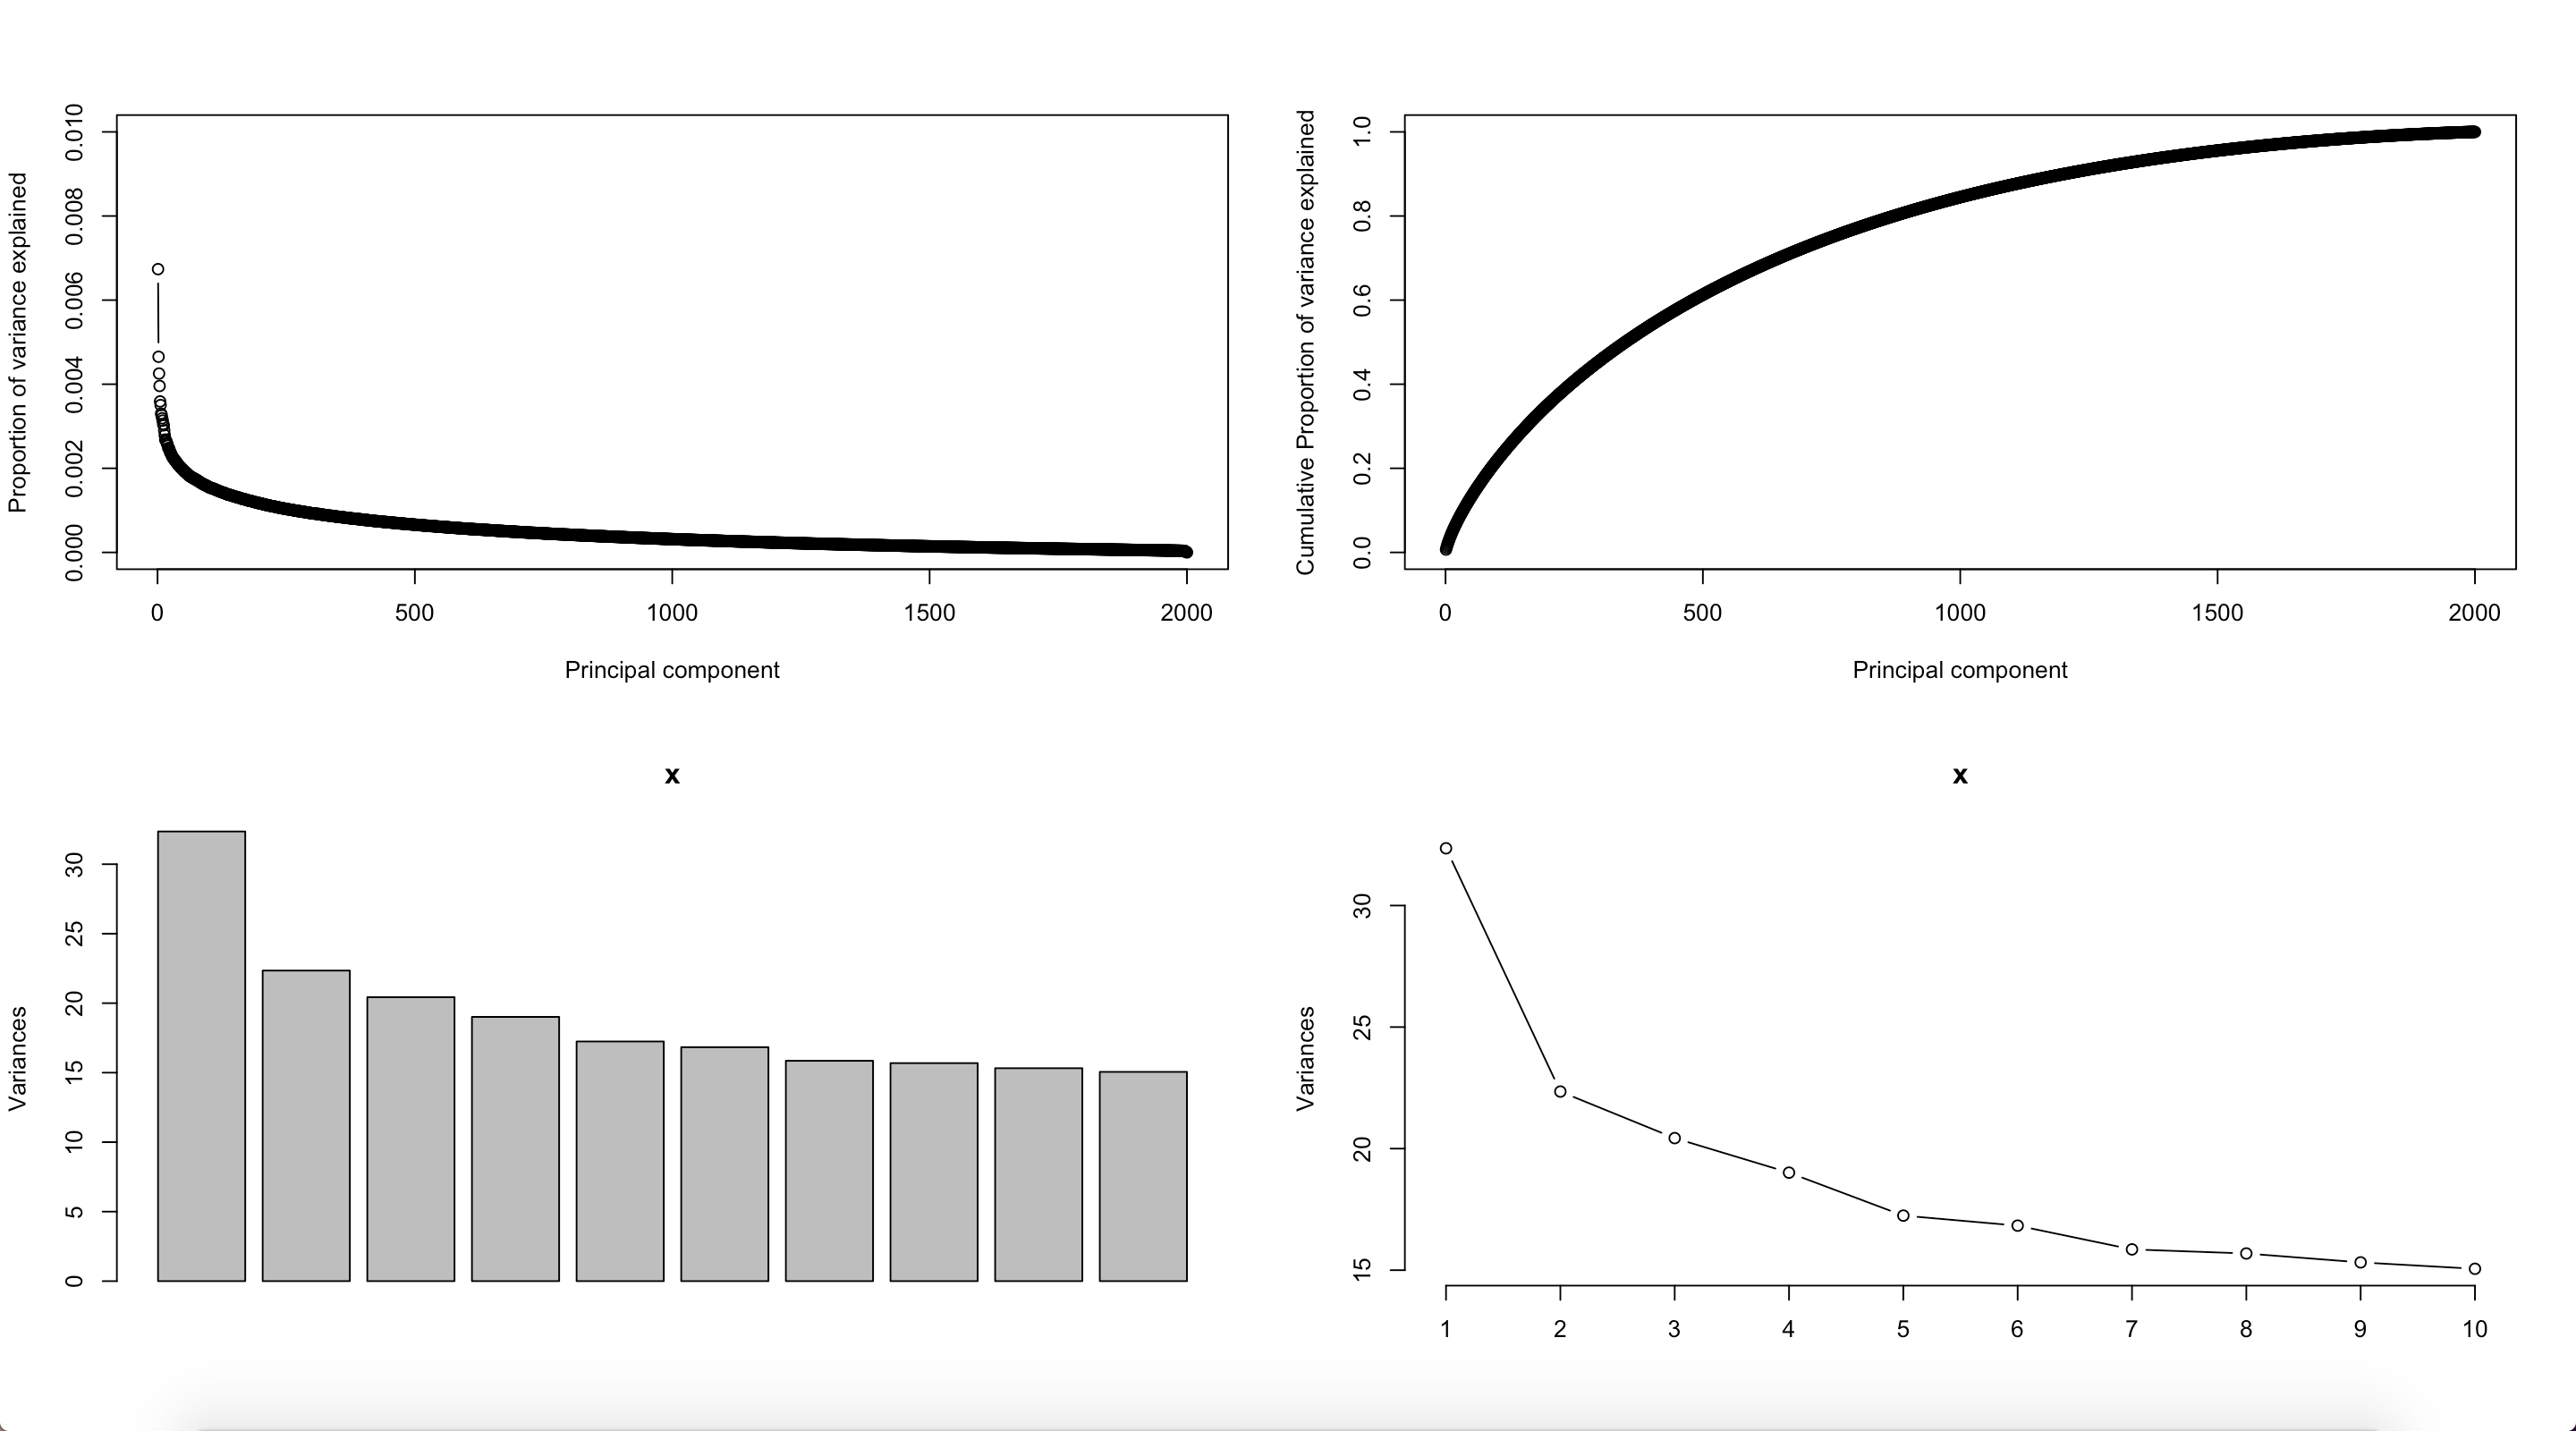 Proportion of variance explained
0.000 0.002 0.004 0.006 0.008 0.010
0 500 1000 1500 2000
Principal component
Cumulative Proportion of variance explained
0.0 0.2 0.4 0.6 0.8 1.0
0 500 1000 1500 2000
Principal component
x
Variances
0 5 10 15 20 25 30
x
Variances
15 20 25 30
1 2 3 4 5 6 7 8 9 10